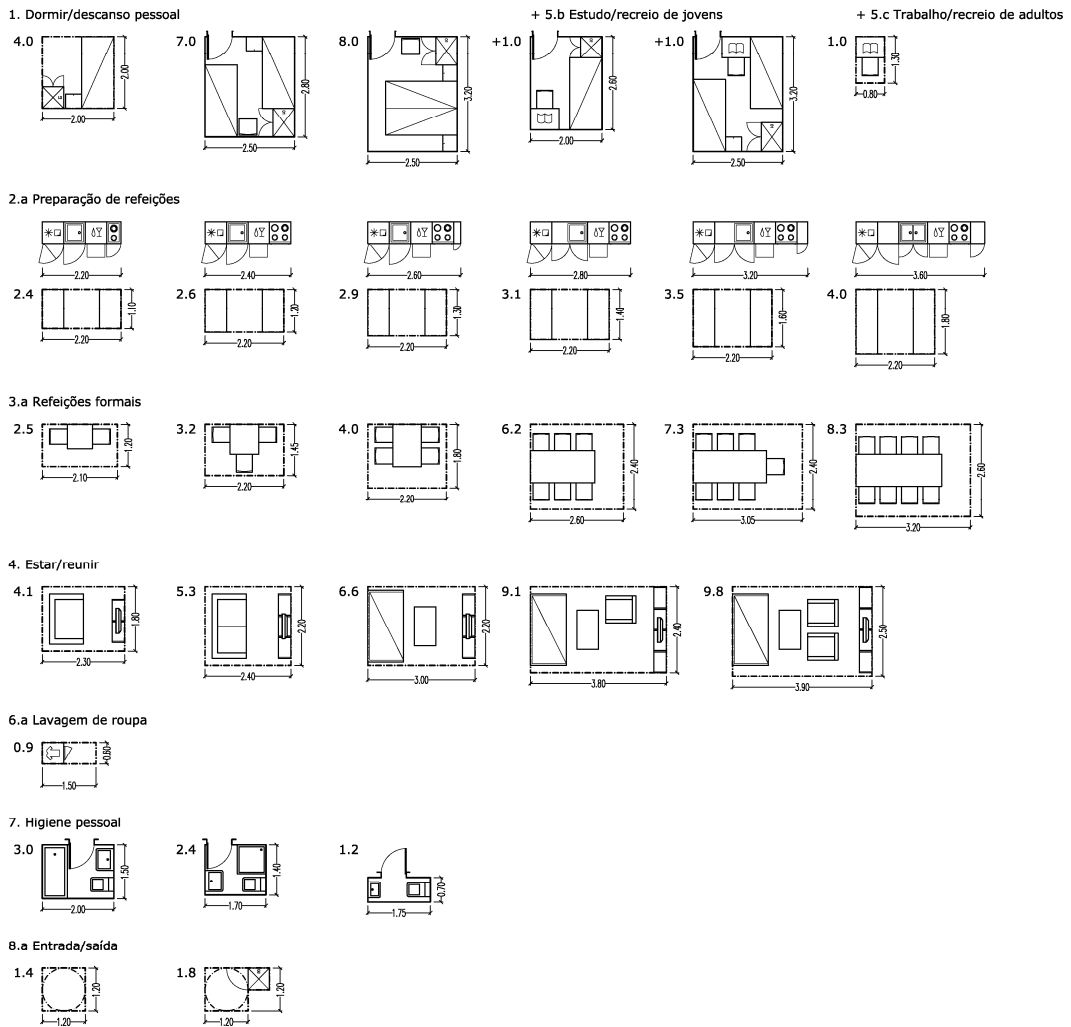 1. Dormir/descanso pessoal + 5.b Estudo/recreio de jovens + 5.c Trabalho/recreio de adultos
4.0 7.0 8.0 +1.0 +1.0 1.0
2.00 2.80 3.20 2.60 3.20 1.30
2.00 2.50 2.50 2.00 2.50 0.80
2.a Preparação de refeições
2.20 2.40 2.60 2.80 3.20 3.60
2.4 2.6 2.9 3.1 3.5 4.0
1.10 1.20 1.30 1.40 1.60 1.80
2.20 2.20 2.20 2.20 2.20 2.20
3.a Refeições formais
2.5 3.2 4.0 6.2 7.3 8.3
1.20 1.45 1.80 2.40 2.40 2.60
2.10 2.20 2.20 2.60 3.05 3.20
4. Estar/reunir
4.1 5.3 6.6 9.1 9.8
1.80 2.20 2.20 2.40 2.50
2.30 2.40 3.00 3.80 3.90
6.a Lavagem de roupa
0.9 0.60
1.50
7. Higiene pessoal
3.0 2.4 1.2
1.50 1.40 0.70
2.00 1.70 1.75
8.a Entrada/saída
1.4 1.8
1.20 1.20
1.20 1.20